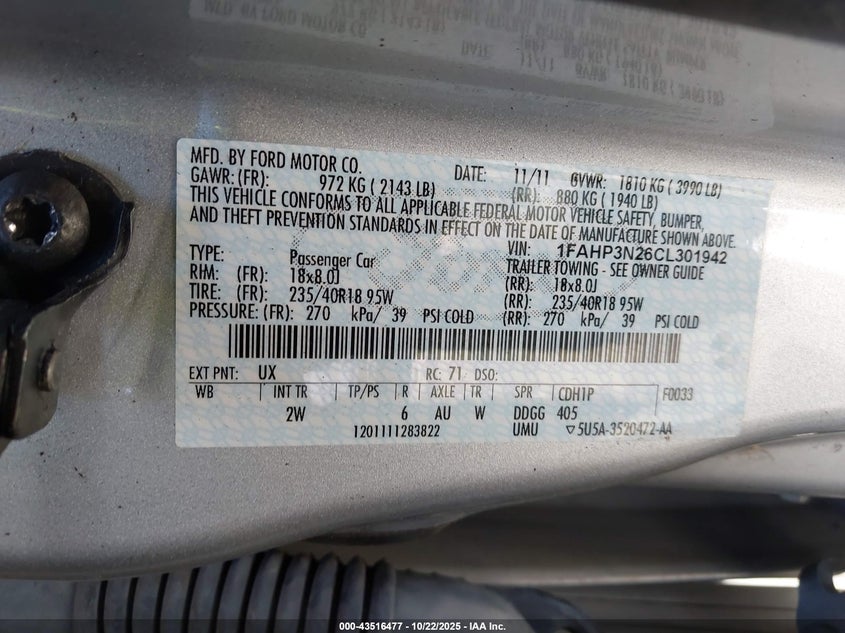 MFD. BY FORD MOTOR CO. DATE: 11/11 GVWR: 1810 KG ( 3990 LB)
GAWR: (FR): 972 KG ( 2143 LB) (RR): 880 KG ( 1940 LB)
THIS VEHICLE CONFORMS TO ALL APPLICABLE FEDERAL MOTOR VEHICLE SAFETY, BUMPER,
AND THEFT PREVENTION STANDARDS IN EFFECT ON THE DATE OF MANUFACTURE SHOWN ABOVE.
VIN: 1FAHP3N26CL301942
TYPE: Passenger Car TRAILER TOWING - SEE OWNER GUIDE
RHM: (FR): 18x8.0J (RR): 18x8.0J
TIRE: (FR): 235/40R18 95W (RR): 235/40R18 95W
PRESSURE: (FR): 270 kPa/ 39 PSI COLD (RR): 270 kPa/ 39 PSI COLD
EXT PNT: UX RC: 71 DSO:
WB INT TR TP/PS R AXLE TR SPR CDH1P F0033
2W 6 AU W DDGG 405
1201111283822 UMU ▽5U5A-3520472-AA
000-43516477 - 10/22/2025 - IAA Inc.